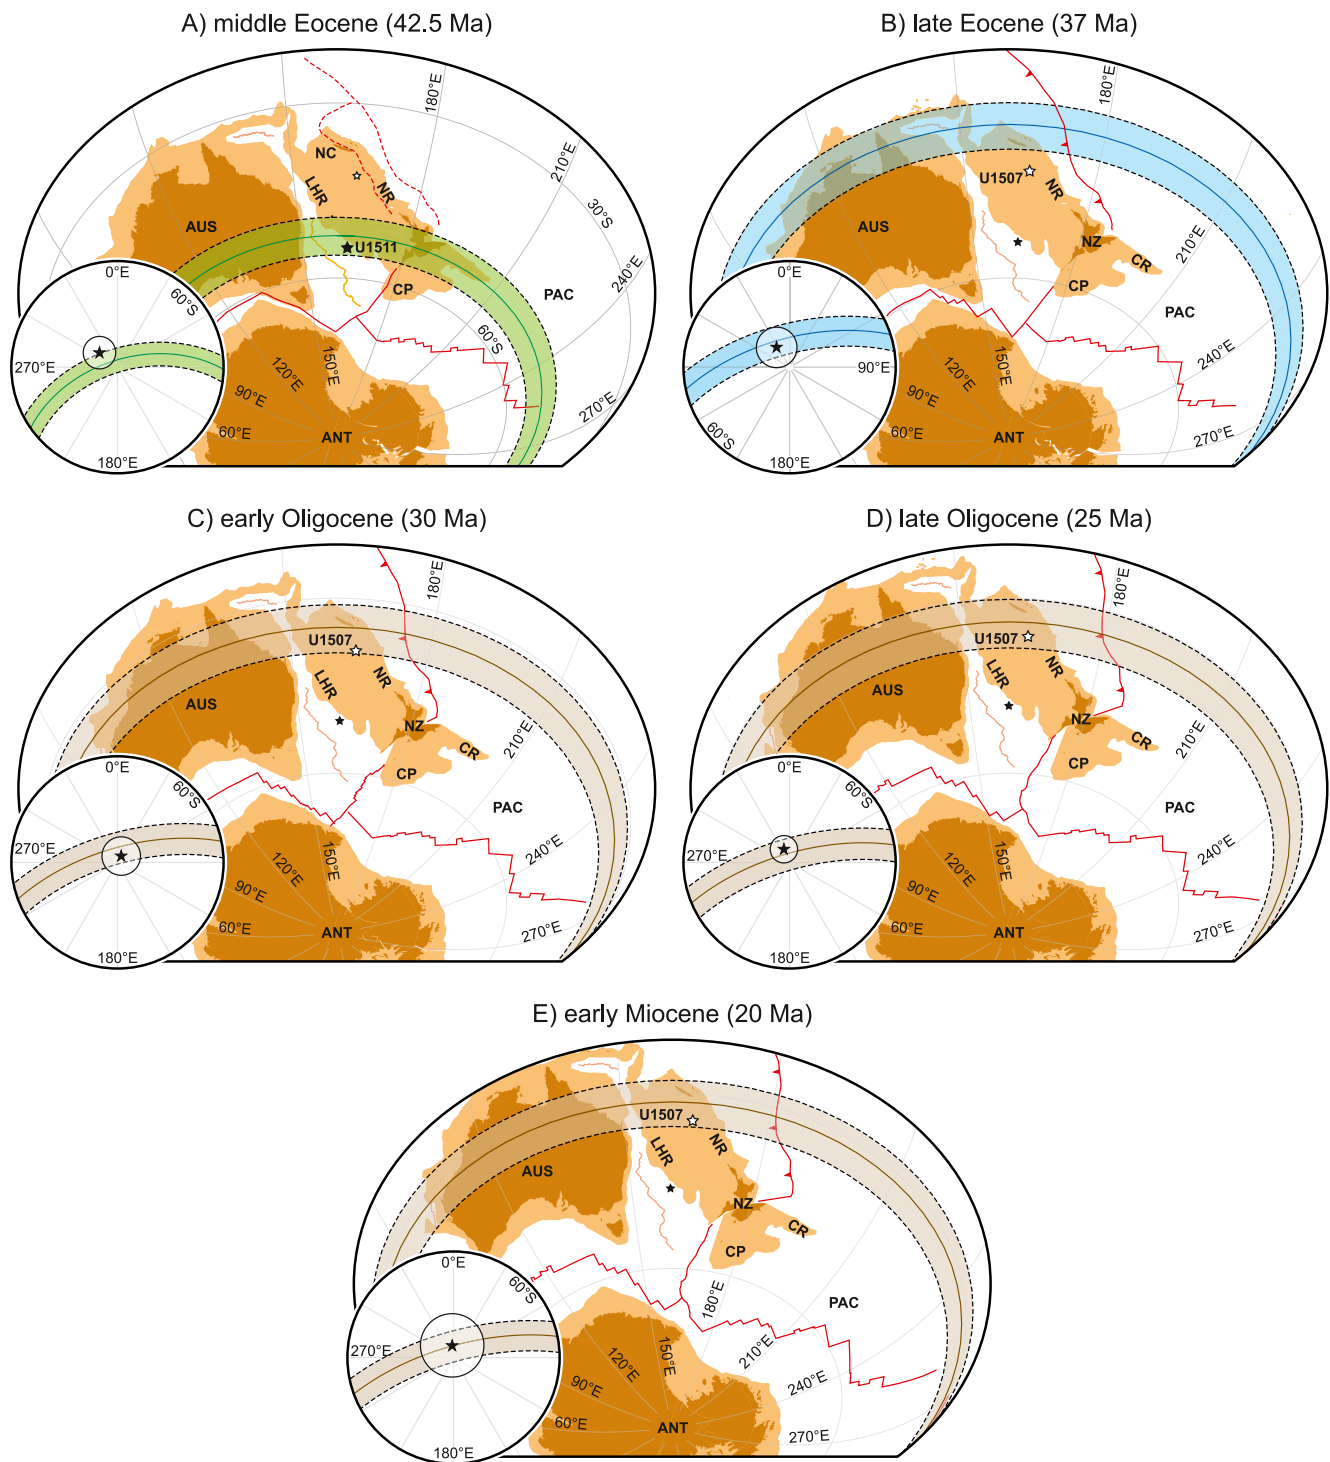 A) middle Eocene (42.5 Ma)
180°E
NC
210°E
LHR
NR
30°S
AUS
U1511
240°E
0°E
60°S
CP
PAC
60°S
270°E
120°E
150°E
90°E
270°E
60°E
ANT
180°E
B) late Eocene (37 Ma)
180°E
U1507
NR
AUS
NZ
210°E
CR
0°E
CP
PAC
240°E
90°E
120°E
150°E
90°E
60°S
60°E
ANT
270°E
180°E
C) early Oligocene (30 Ma)
180°E
U1507
NR
LHR
AUS
NZ
CR
210°E
0°E
CP
60°S
PAC
270°E
120°E
150°E
240°E
90°E
60°E
ANT
270°E
180°E
D) late Oligocene (25 Ma)
180°E
U1507
NR
LHR
AUS
NZ
CR
210°E
0°E
CP
60°S
PAC
270°E
120°E
150°E
240°E
90°E
60°E
ANT
270°E
180°E
E) early Miocene (20 Ma)
U1507
NR
LHR
AUS
NZ
CR
CP
0°E
60°S
180°E
PAC
270°E
120°E
150°E
210°E
90°E
240°E
60°E
ANT
270°E
180°E